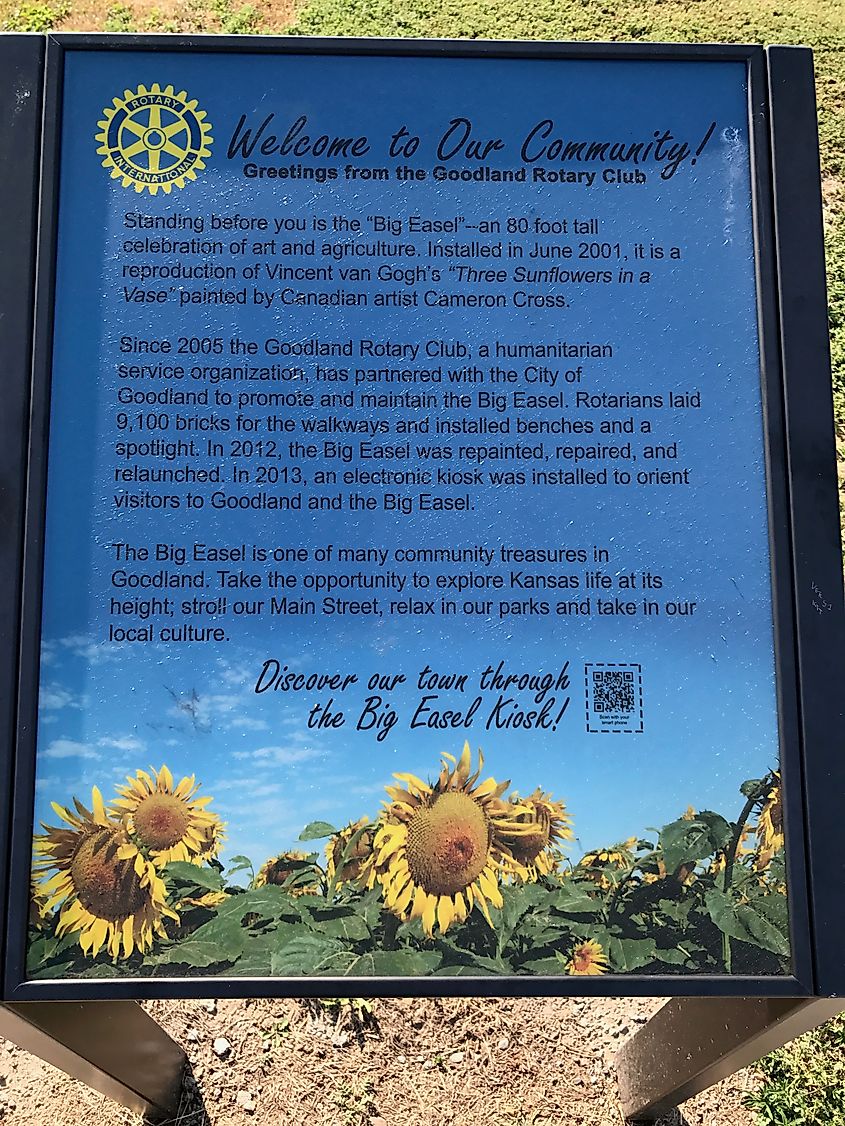 ROTARY
INTERNATIONAL
Welcome to Our Community!
Greetings from the Goodland Rotary Club
Standing before you is the “Big Easel”--an 80 foot tall
celebration of art and agriculture. Installed in June 2001, it is a
reproduction of Vincent van Gogh’s “Three Sunflowers in a
Vase” painted by Canadian artist Cameron Cross.
Since 2005 the Goodland Rotary Club, a humanitarian
service organization, has partnered with the City of
Goodland to promote and maintain the Big Easel. Rotarians laid
9,100 bricks for the walkways and installed benches and a
spotlight. In 2012, the Big Easel was repainted, repaired, and
relaunched. In 2013, an electronic kiosk was installed to orient
visitors to Goodland and the Big Easel.
The Big Easel is one of many community treasures in
Goodland. Take the opportunity to explore Kansas life at its
height; stroll our Main Street, relax in our parks and take in our
local culture.
Discover our town through
the Big Easel Kiosk!
Scan with your
smart phone